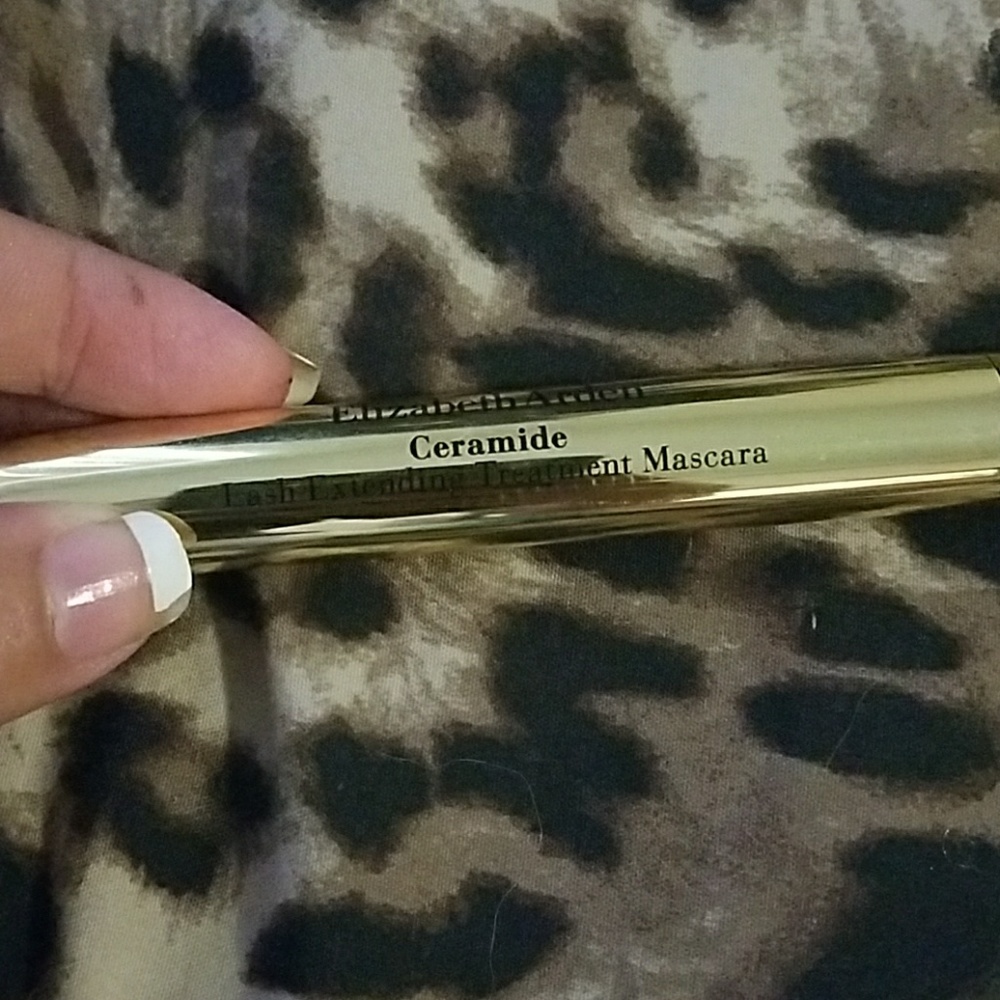 Elizabeth Arden
Ceramide
Lash Extending Treatment Mascara